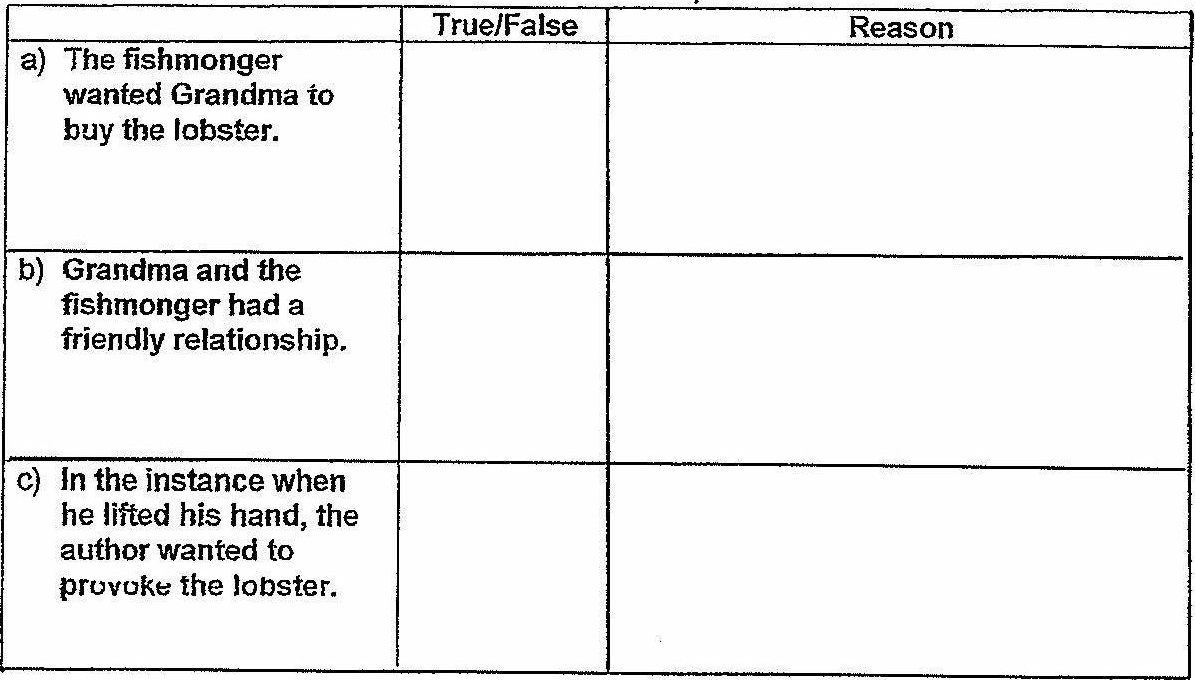 True/False Reason
a) The fishmonger
wanted Grandma to
buy the lobster.
b) Grandma and the
fishmonger had a
friendly relationship.
c) In the instance when
he lifted his hand, the
author wanted to
provoke the lobster.